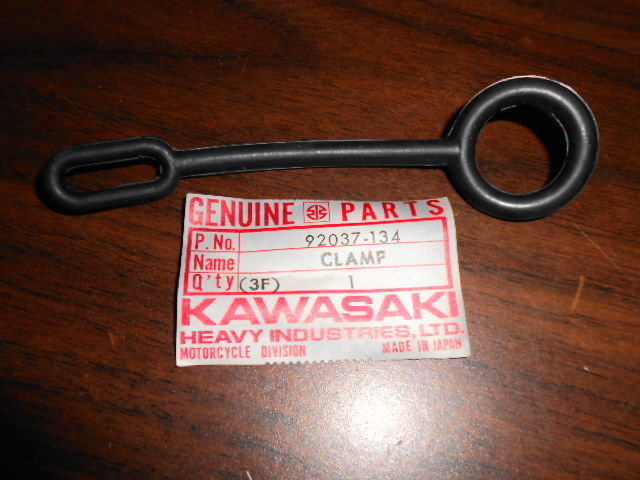 GENUINE PARTS
P. No. 92037-134
Name CLAMP
Q'ty (3F) 1
KAWASAKI
HEAVY INDUSTRIES, LTD.
MOTORCYCLE DIVISION MADE IN JAPAN